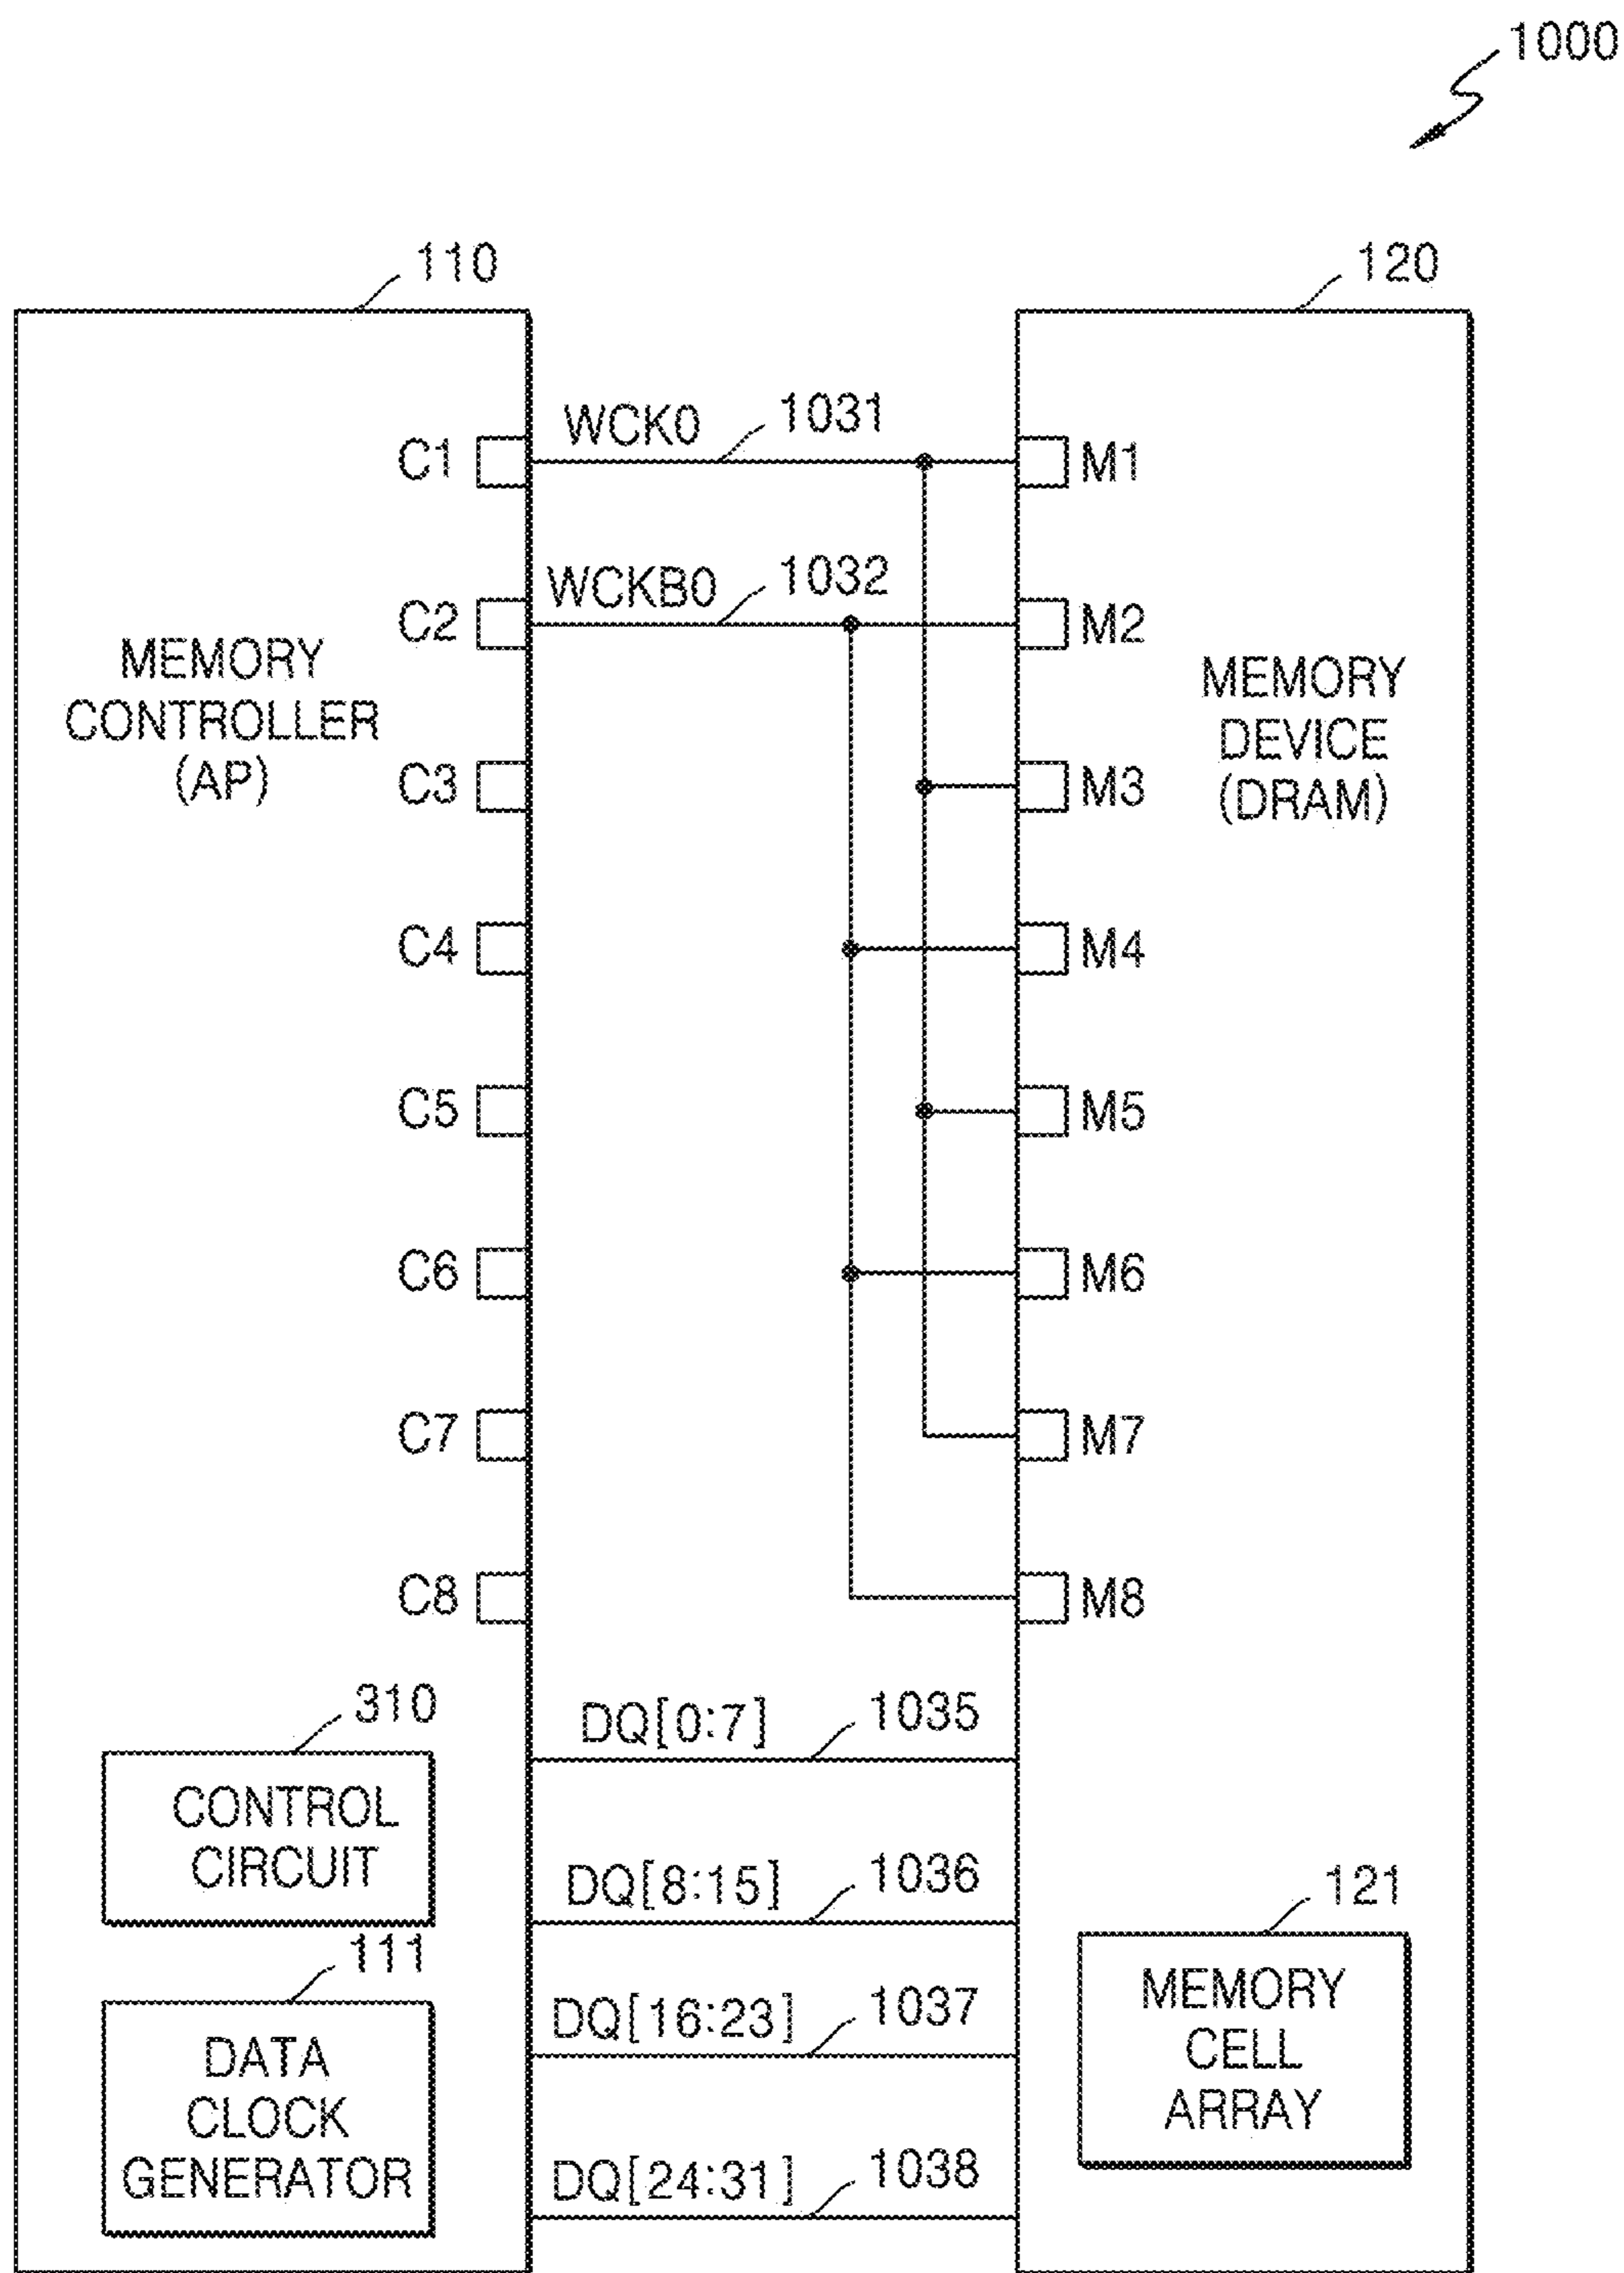 1000
110
120
WCK0
1031
C1
M1
WCKB0
1032
C2
M2
MEMORY
CONTROLLER
(AP)
MEMORY
DEVICE
(DRAM)
C3
M3
C4
M4
C5
M5
C6
M6
C7
M7
C8
M8
310
CONTROL
CIRCUIT
DQ[0:7]
1035
DQ[8:15]
1036
111
DATA
CLOCK
GENERATOR
DQ[16:23]
1037
DQ[24:31]
1038
121
MEMORY
CELL
ARRAY